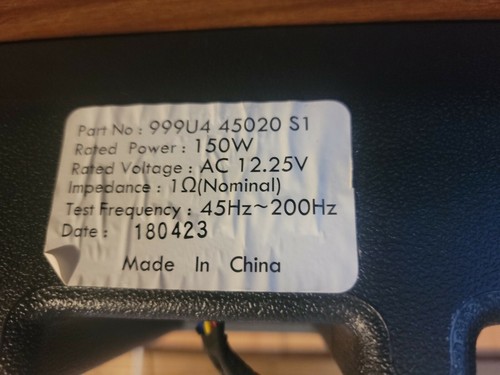 Part No : 999U4 45020 S1
Rated Power : 150W
Rated Voltage : AC 12.25V
Impedance : 1Ω(Nominal)
Test Frequency : 45Hz~200Hz
Date : 180423
Made In China